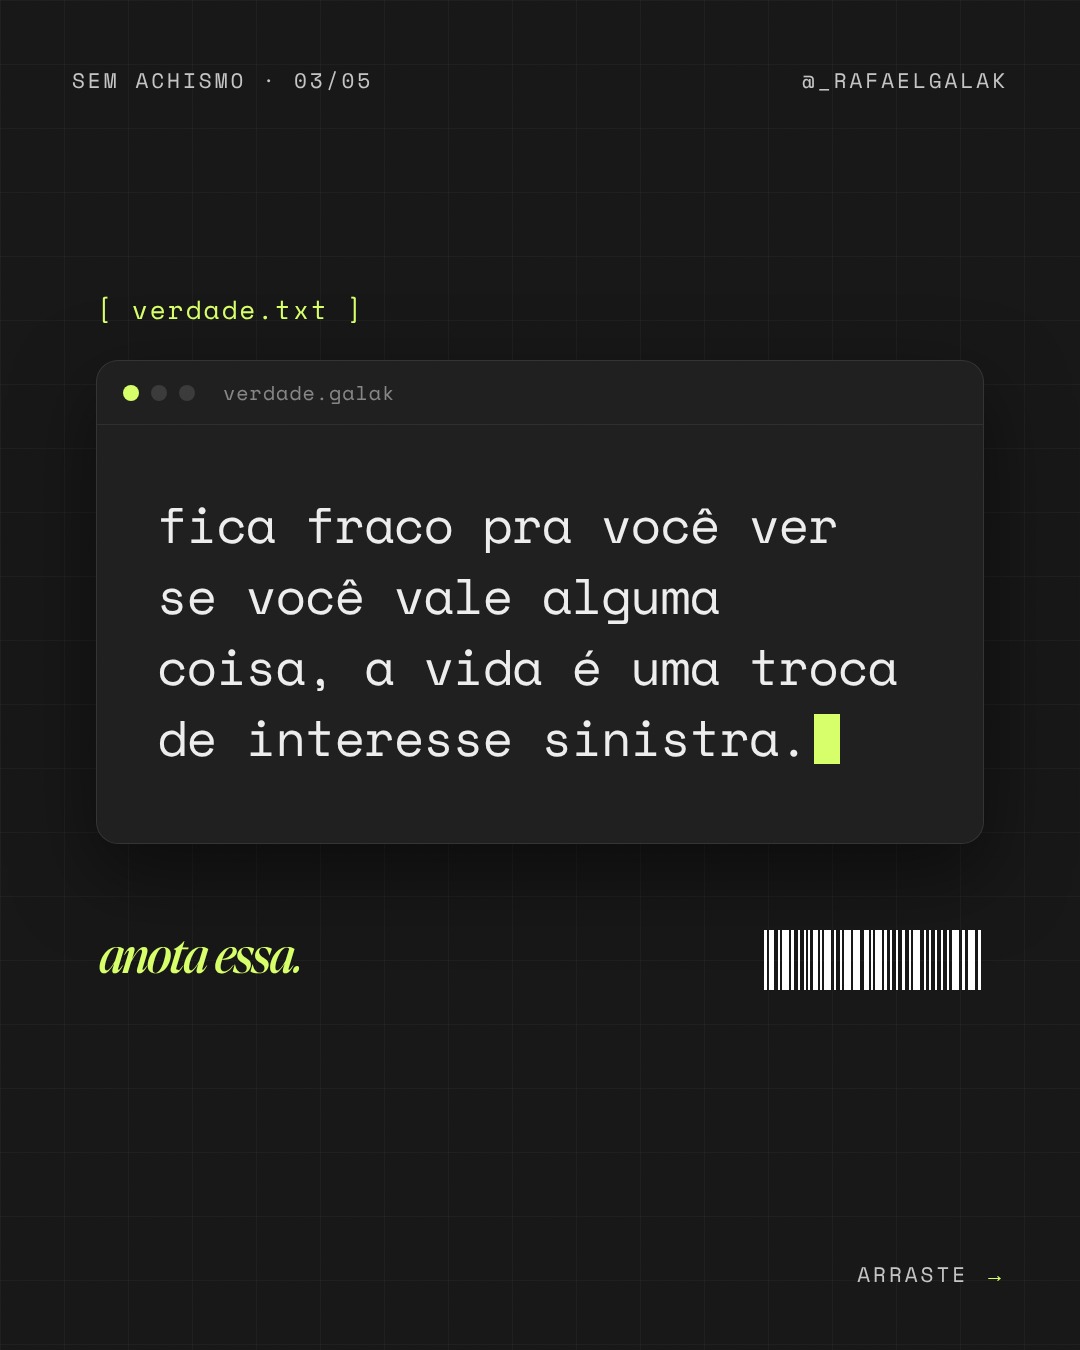 SEM ACHISMO · 03/05
@_RAFAELGALAK
[ verdade.txt ]
verdade.galak
fica fraco pra você ver
se você vale alguma
coisa, a vida é uma troca
de interesse sinistra.
anota essa.
ARRASTE →